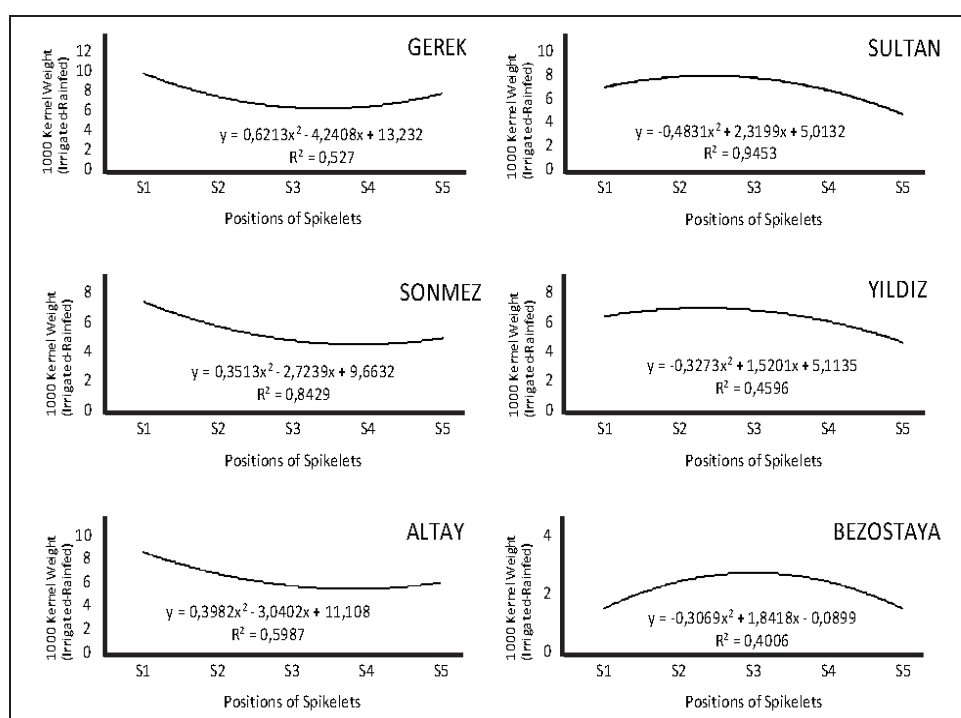 GEREK
1000 Kernel Weight
(Irrigated-Rainfed)
12
10
8
6
4
2
0
y = 0,6213x² - 4,2408x + 13,232
R² = 0,527
S1 S2 S3 S4 S5
Positions of Spikelets
SULTAN
1000 Kernel Weight
(Irrigated-Rainfed)
10
8
6
4
2
0
y = -0,4831x² + 2,3199x + 5,0132
R² = 0,9453
S1 S2 S3 S4 S5
Positions of Spikelets
SONMEZ
1000 Kernel Weight
(Irrigated-Rainfed)
8
6
4
2
0
y = 0,3513x² - 2,7239x + 9,6632
R² = 0,8429
S1 S2 S3 S4 S5
Positions of Spikelets
YILDIZ
1000 Kernel Weight
(Irrigated-Rainfed)
8
6
4
2
0
y = -0,3273x² + 1,5201x + 5,1135
R² = 0,4596
S1 S2 S3 S4 S5
Positions of Spikelets
ALTAY
1000 Kernel Weight
(Irrigated-Rainfed)
10
8
6
4
2
0
y = 0,3982x² - 3,0402x + 11,108
R² = 0,5987
S1 S2 S3 S4 S5
Positions of Spikelets
BEZOSTAYA
1000 Kernel Weight
(Irrigated-Rainfed)
4
2
0
y = -0,3069x² + 1,8418x - 0,0899
R² = 0,4006
S1 S2 S3 S4 S5
Positions of Spikelets